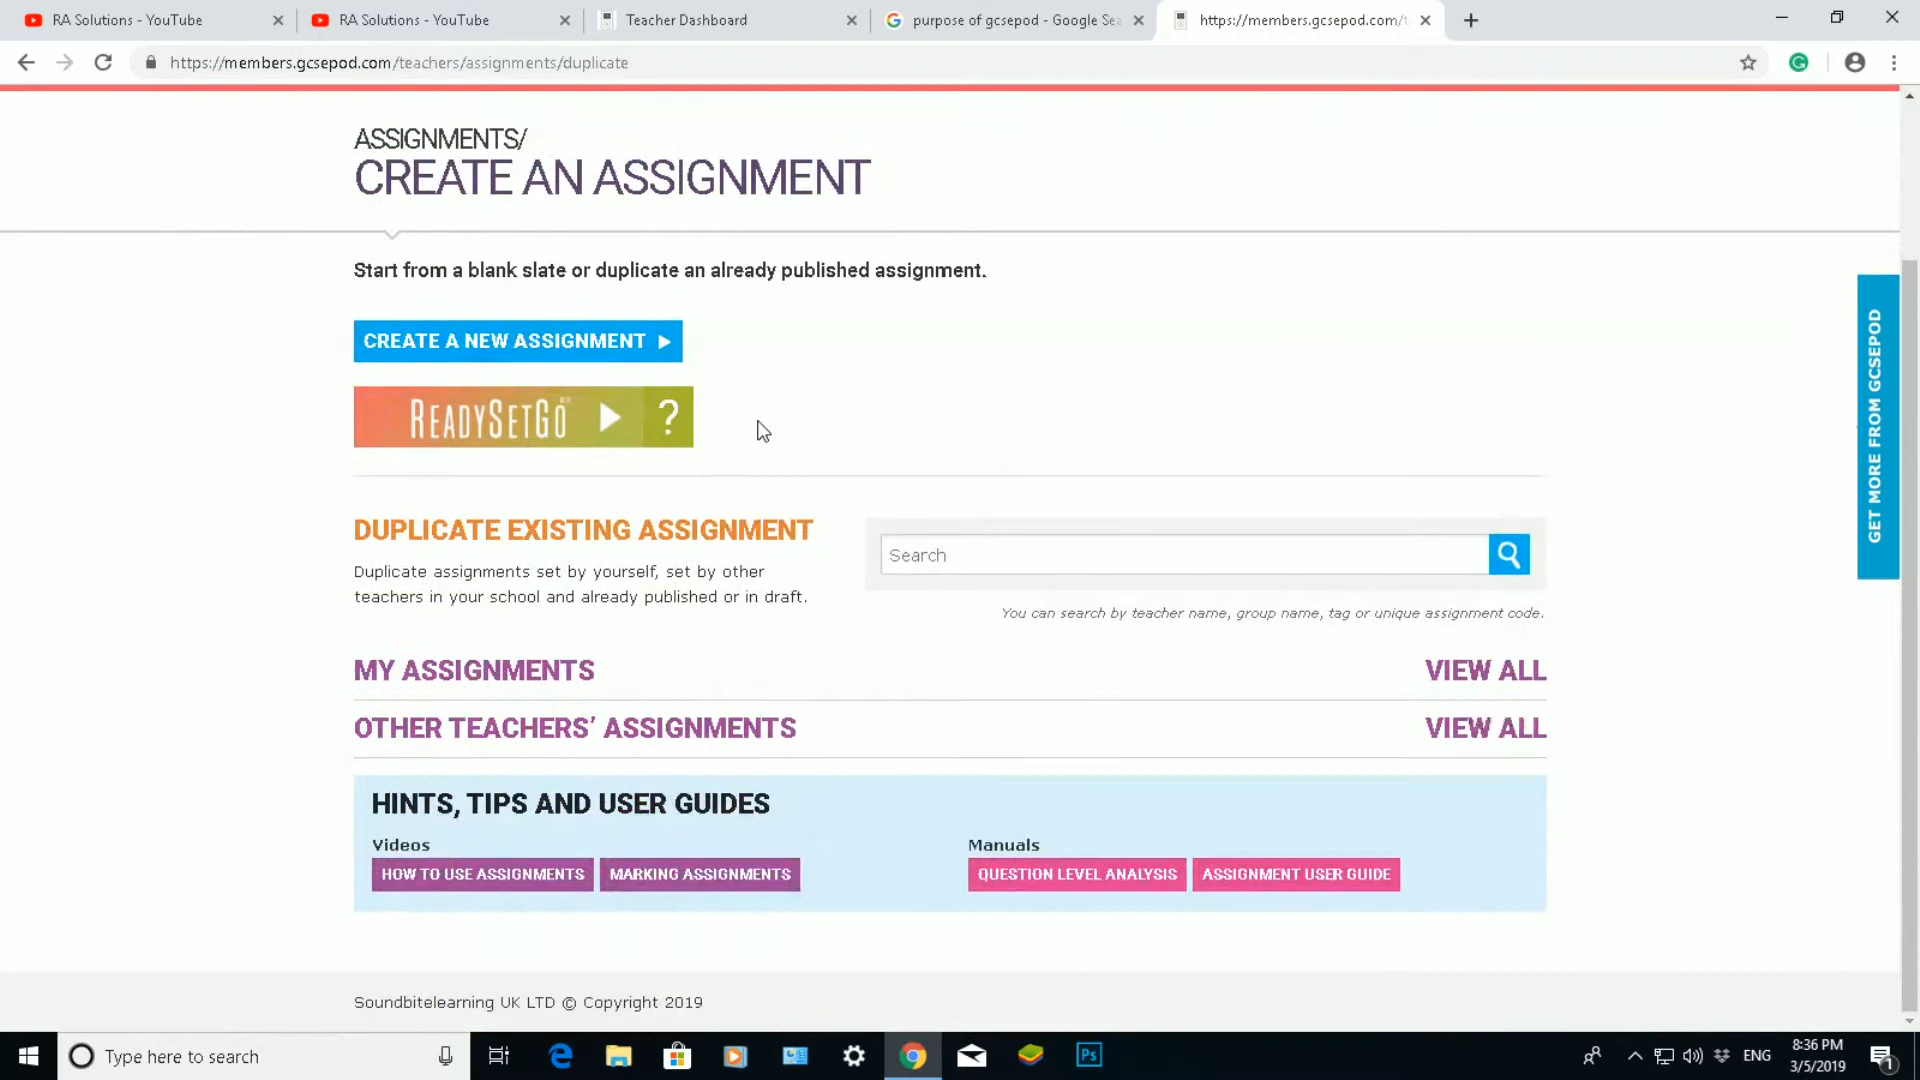 RA Solutions - YouTube
RA Solutions - YouTube
Teacher Dashboard
purpose of gcsepod - Google Sea
https://members.gcsepod.com/t
https://members.gcsepod.com/teachers/assignments/duplicate
ASSIGNMENTS/
CREATE AN ASSIGNMENT
Start from a blank slate or duplicate an already published assignment.
CREATE A NEW ASSIGNMENT
READYSETGO ?
GET MORE FROM GCSEPOD
DUPLICATE EXISTING ASSIGNMENT
Duplicate assignments set by yourself, set by other
teachers in your school and already published or in draft.
Search
You can search by teacher name, group name, tag or unique assignment code.
MY ASSIGNMENTS VIEW ALL
OTHER TEACHERS’ ASSIGNMENTS VIEW ALL
HINTS, TIPS AND USER GUIDES
Videos
HOW TO USE ASSIGNMENTS MARKING ASSIGNMENTS
Manuals
QUESTION LEVEL ANALYSIS ASSIGNMENT USER GUIDE
Soundbitelearning UK LTD © Copyright 2019
Type here to search
Ps
ENG
8:36 PM
3/5/2019
1